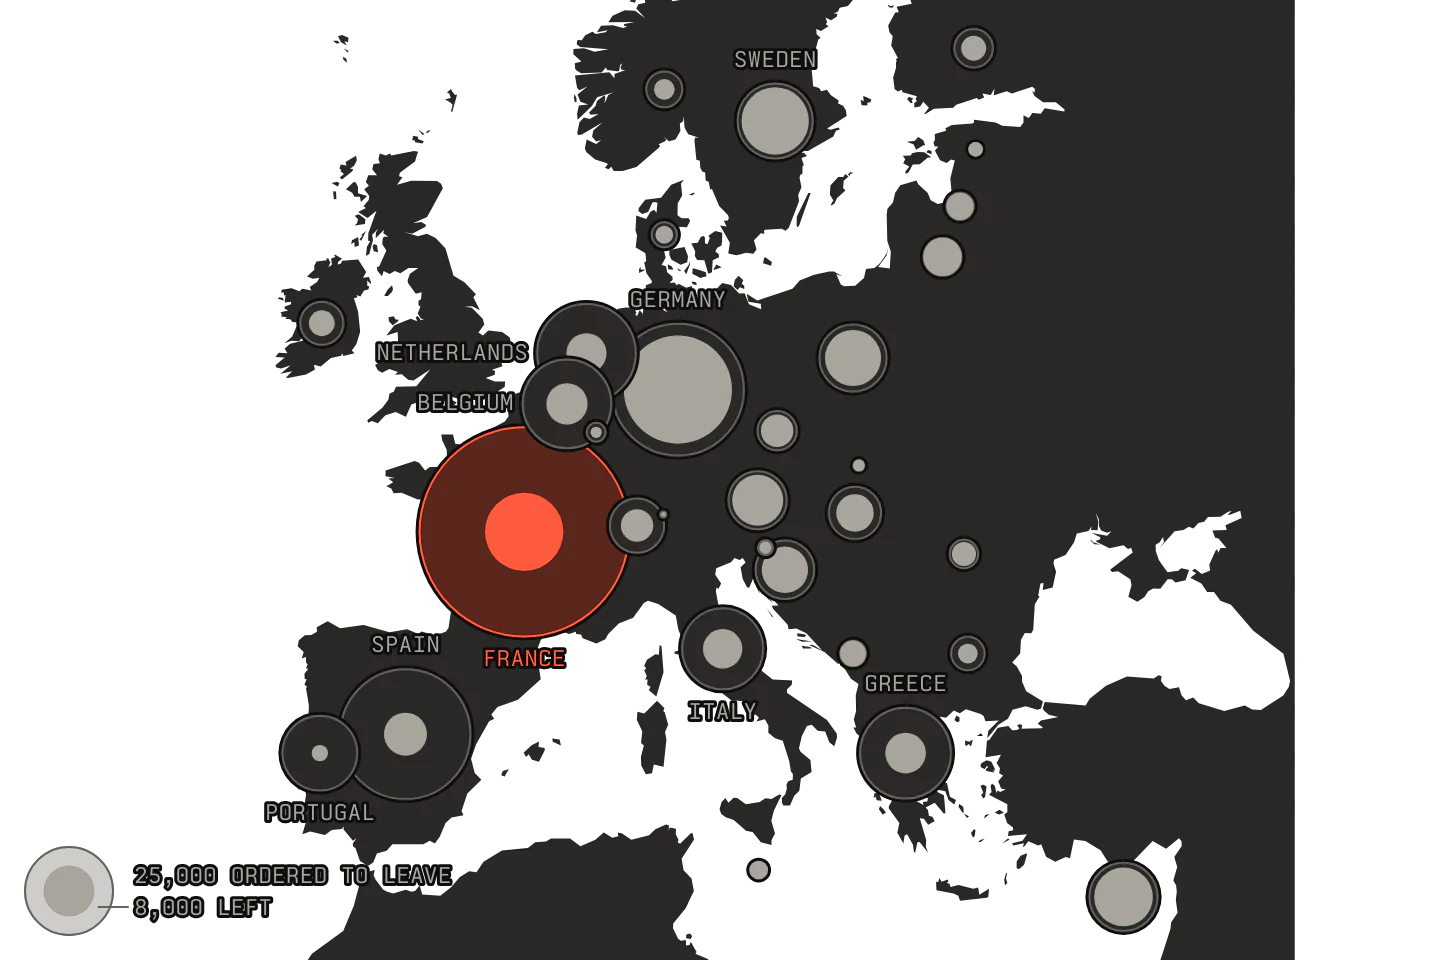 SWEDEN
GERMANY
NETHERLANDS
BELGIUM
SPAIN
FRANCE
GREECE
ITALY
PORTUGAL
25,000 ORDERED TO LEAVE
8,000 LEFT